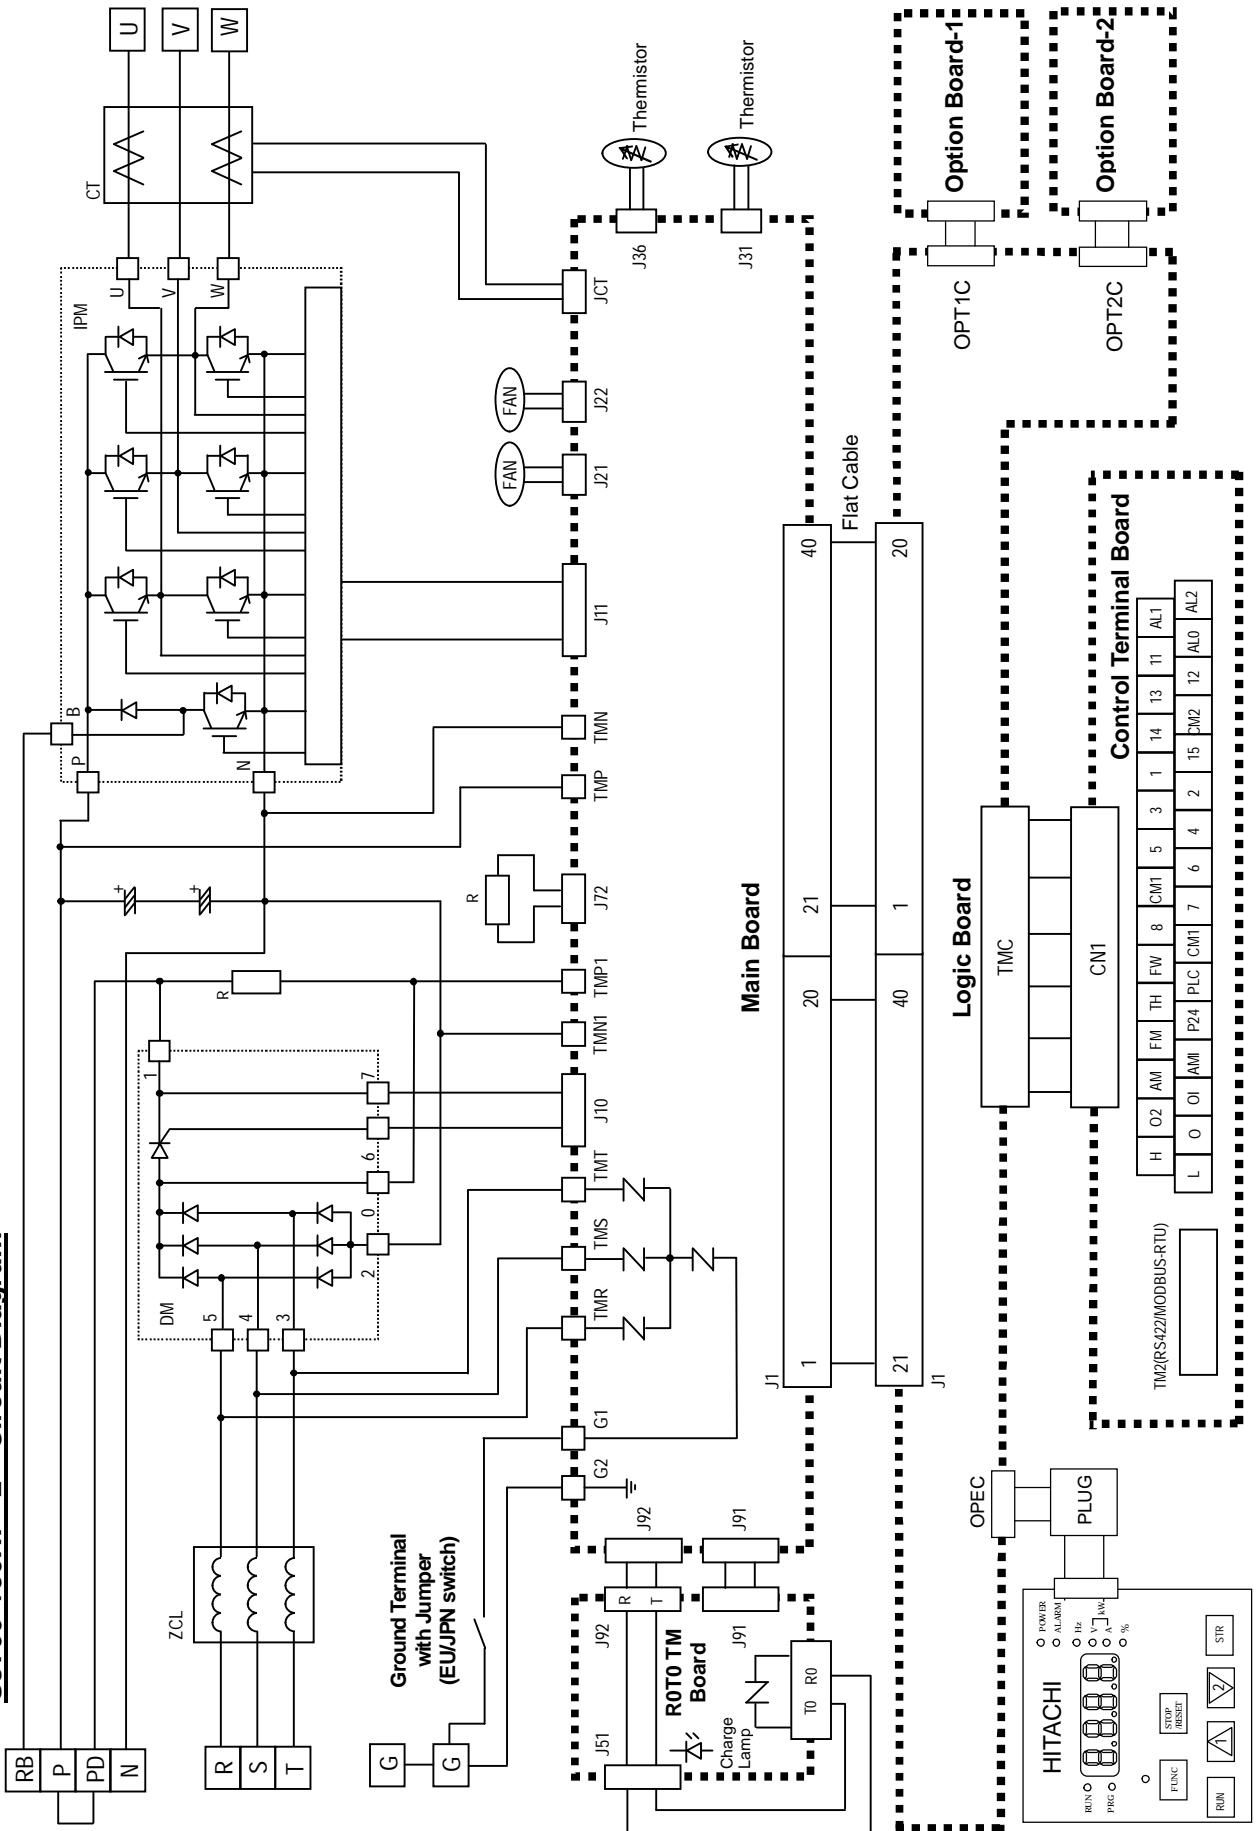 RB
P
PD
N
R
S
T
ZCL
DM
5
4
3
2
0
6
7
1
R
P
B
N
IPM
U
V
W
CT
U
V
W
G
G
Ground Terminal
with Jumper
(EU/JPN switch)
G2
G1
TMR
TMS
TMT
J10
TMN1
TMP1
R
J72
TMP
TMN
J11
FAN
J21
FAN
J22
JCT
J36
Thermistor
J31
Thermistor
J51
J92
R
T
J92
J91
J91
R0T0 TM
Board
Charge
Lamp
T0 R0
Main Board
J1
1
20
21
40
Flat Cable
21
40
1
20
J1
Logic Board
TMC
CN1
OPT1C
Option Board-1
OPT2C
Option Board-2
OPEC
PLUG
Control Terminal Board
H O2 AM FM TH FW 8 CM1 5 3 1 14 13 11 AL1
L O OI AMI P24 PLC CM1 7 6 4 2 15 CM2 12 AL0 AL2
TM2(RS422/MODBUS-RTU)
HITACHI
POWER
ALARM
Hz
V
A
kW
%
RUN
PRG
8888
RUN
FUNC
1
STOP
/RESET
2
STR